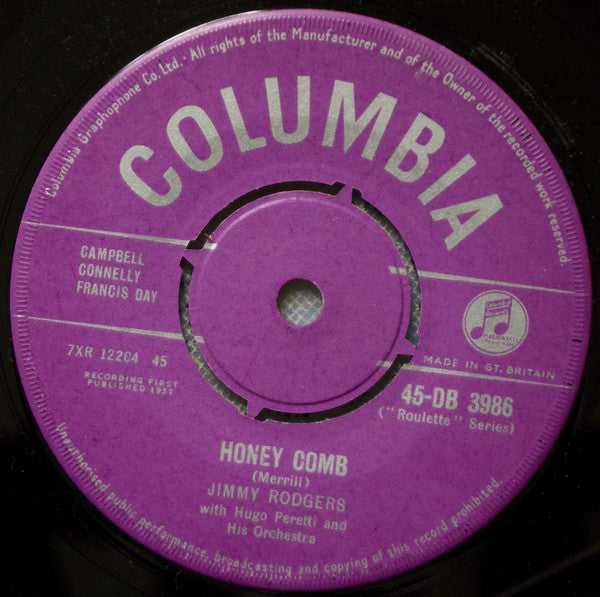 Columbia Graphophone Co. Ltd. · All rights of the Manufacturer and of the Owner of the recorded work reserved.
COLUMBIA
CAMPBELL
CONNELLY
FRANCIS DAY
7XR 12204 45
RECORDING FIRST
PUBLISHED 1957
MADE IN GT. BRITAIN
45-DB 3986
("Roulette" Series)
HONEY COMB
(Merrill)
JIMMY RODGERS
with Hugo Peretti and
His Orchestra
Unauthorised public performance, broadcasting and copying of this record prohibited.